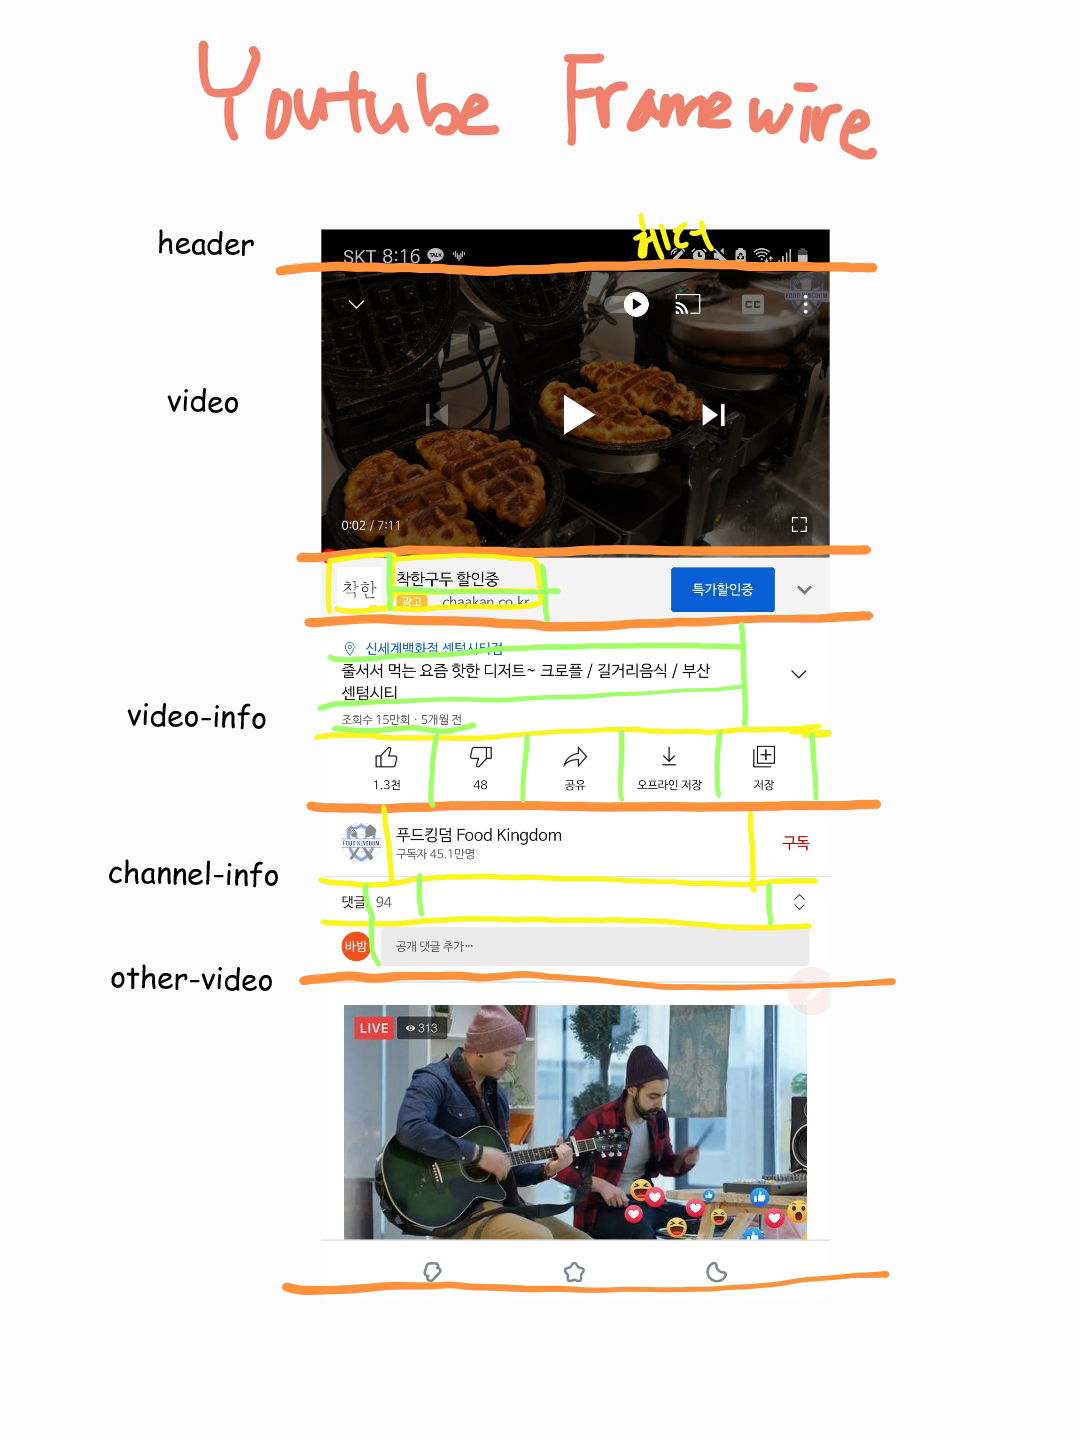 Youtube Framewire
헤더
header
SKT 8:16
TALK
CC
FOOD KINGDOM
video
0:02 / 7:11
착한
착한구두 할인중
광고 chaakan.co.kr
특가할인중
신세계백화점 센텀시티점
줄서서 먹는 요즘 핫한 디저트~ 크로플 / 길거리음식 / 부산
센텀시티
video-info
조회수 15만회 · 5개월 전
1.3천
48
공유
오프라인 저장
저장
FOOD KINGDOM
푸드킹덤 Food Kingdom
구독자 45.1만명
구독
channel-info
댓글 94
바밤
공개 댓글 추가···
other-video
LIVE
313